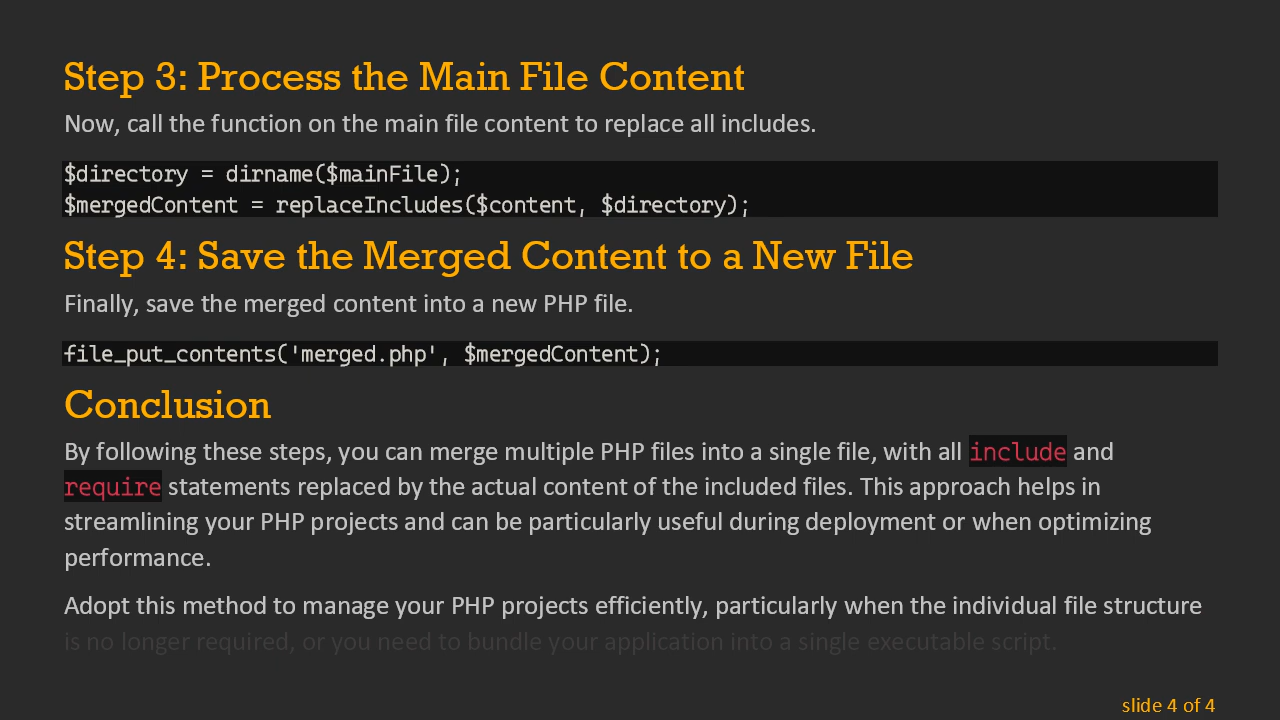 Step 3: Process the Main File Content
Now, call the function on the main file content to replace all includes.
$directory = dirname($mainFile);
$mergedContent = replaceIncludes($content, $directory);
Step 4: Save the Merged Content to a New File
Finally, save the merged content into a new PHP file.
file_put_contents('merged.php', $mergedContent);
Conclusion
By following these steps, you can merge multiple PHP files into a single file, with all include and
require statements replaced by the actual content of the included files. This approach helps in
streamlining your PHP projects and can be particularly useful during deployment or when optimizing
performance.
Adopt this method to manage your PHP projects efficiently, particularly when the individual file structure
is no longer required, or you need to bundle your application into a single executable script.
slide 4 of 4